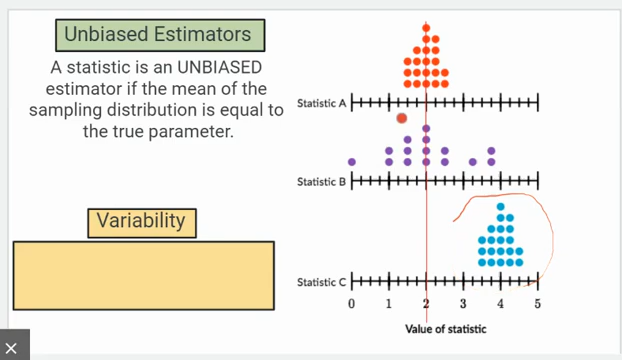 Unbiased Estimators
A statistic is an UNBIASED
estimator if the mean of the
sampling distribution is equal to
the true parameter.
Variability
Statistic A
Statistic B
Statistic C
0 1 2 3 4 5
Value of statistic